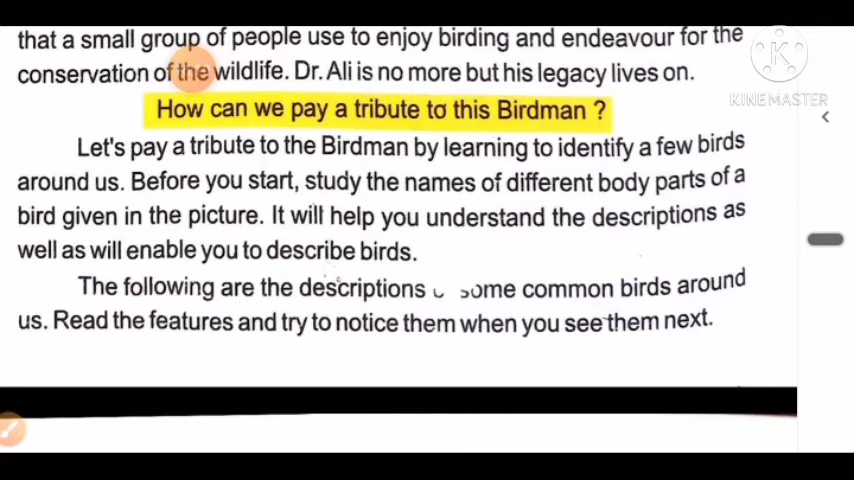 that a small group of people use to enjoy birding and endeavour for the
conservation of the wildlife. Dr. Ali is no more but his legacy lives on.
How can we pay a tribute to this Birdman ?
Let's pay a tribute to the Birdman by learning to identify a few birds
around us. Before you start, study the names of different body parts of a
bird given in the picture. It will help you understand the descriptions as
well as will enable you to describe birds.
The following are the descriptions some common birds around
us. Read the features and try to notice them when you see them next.
K
KINEMASTER